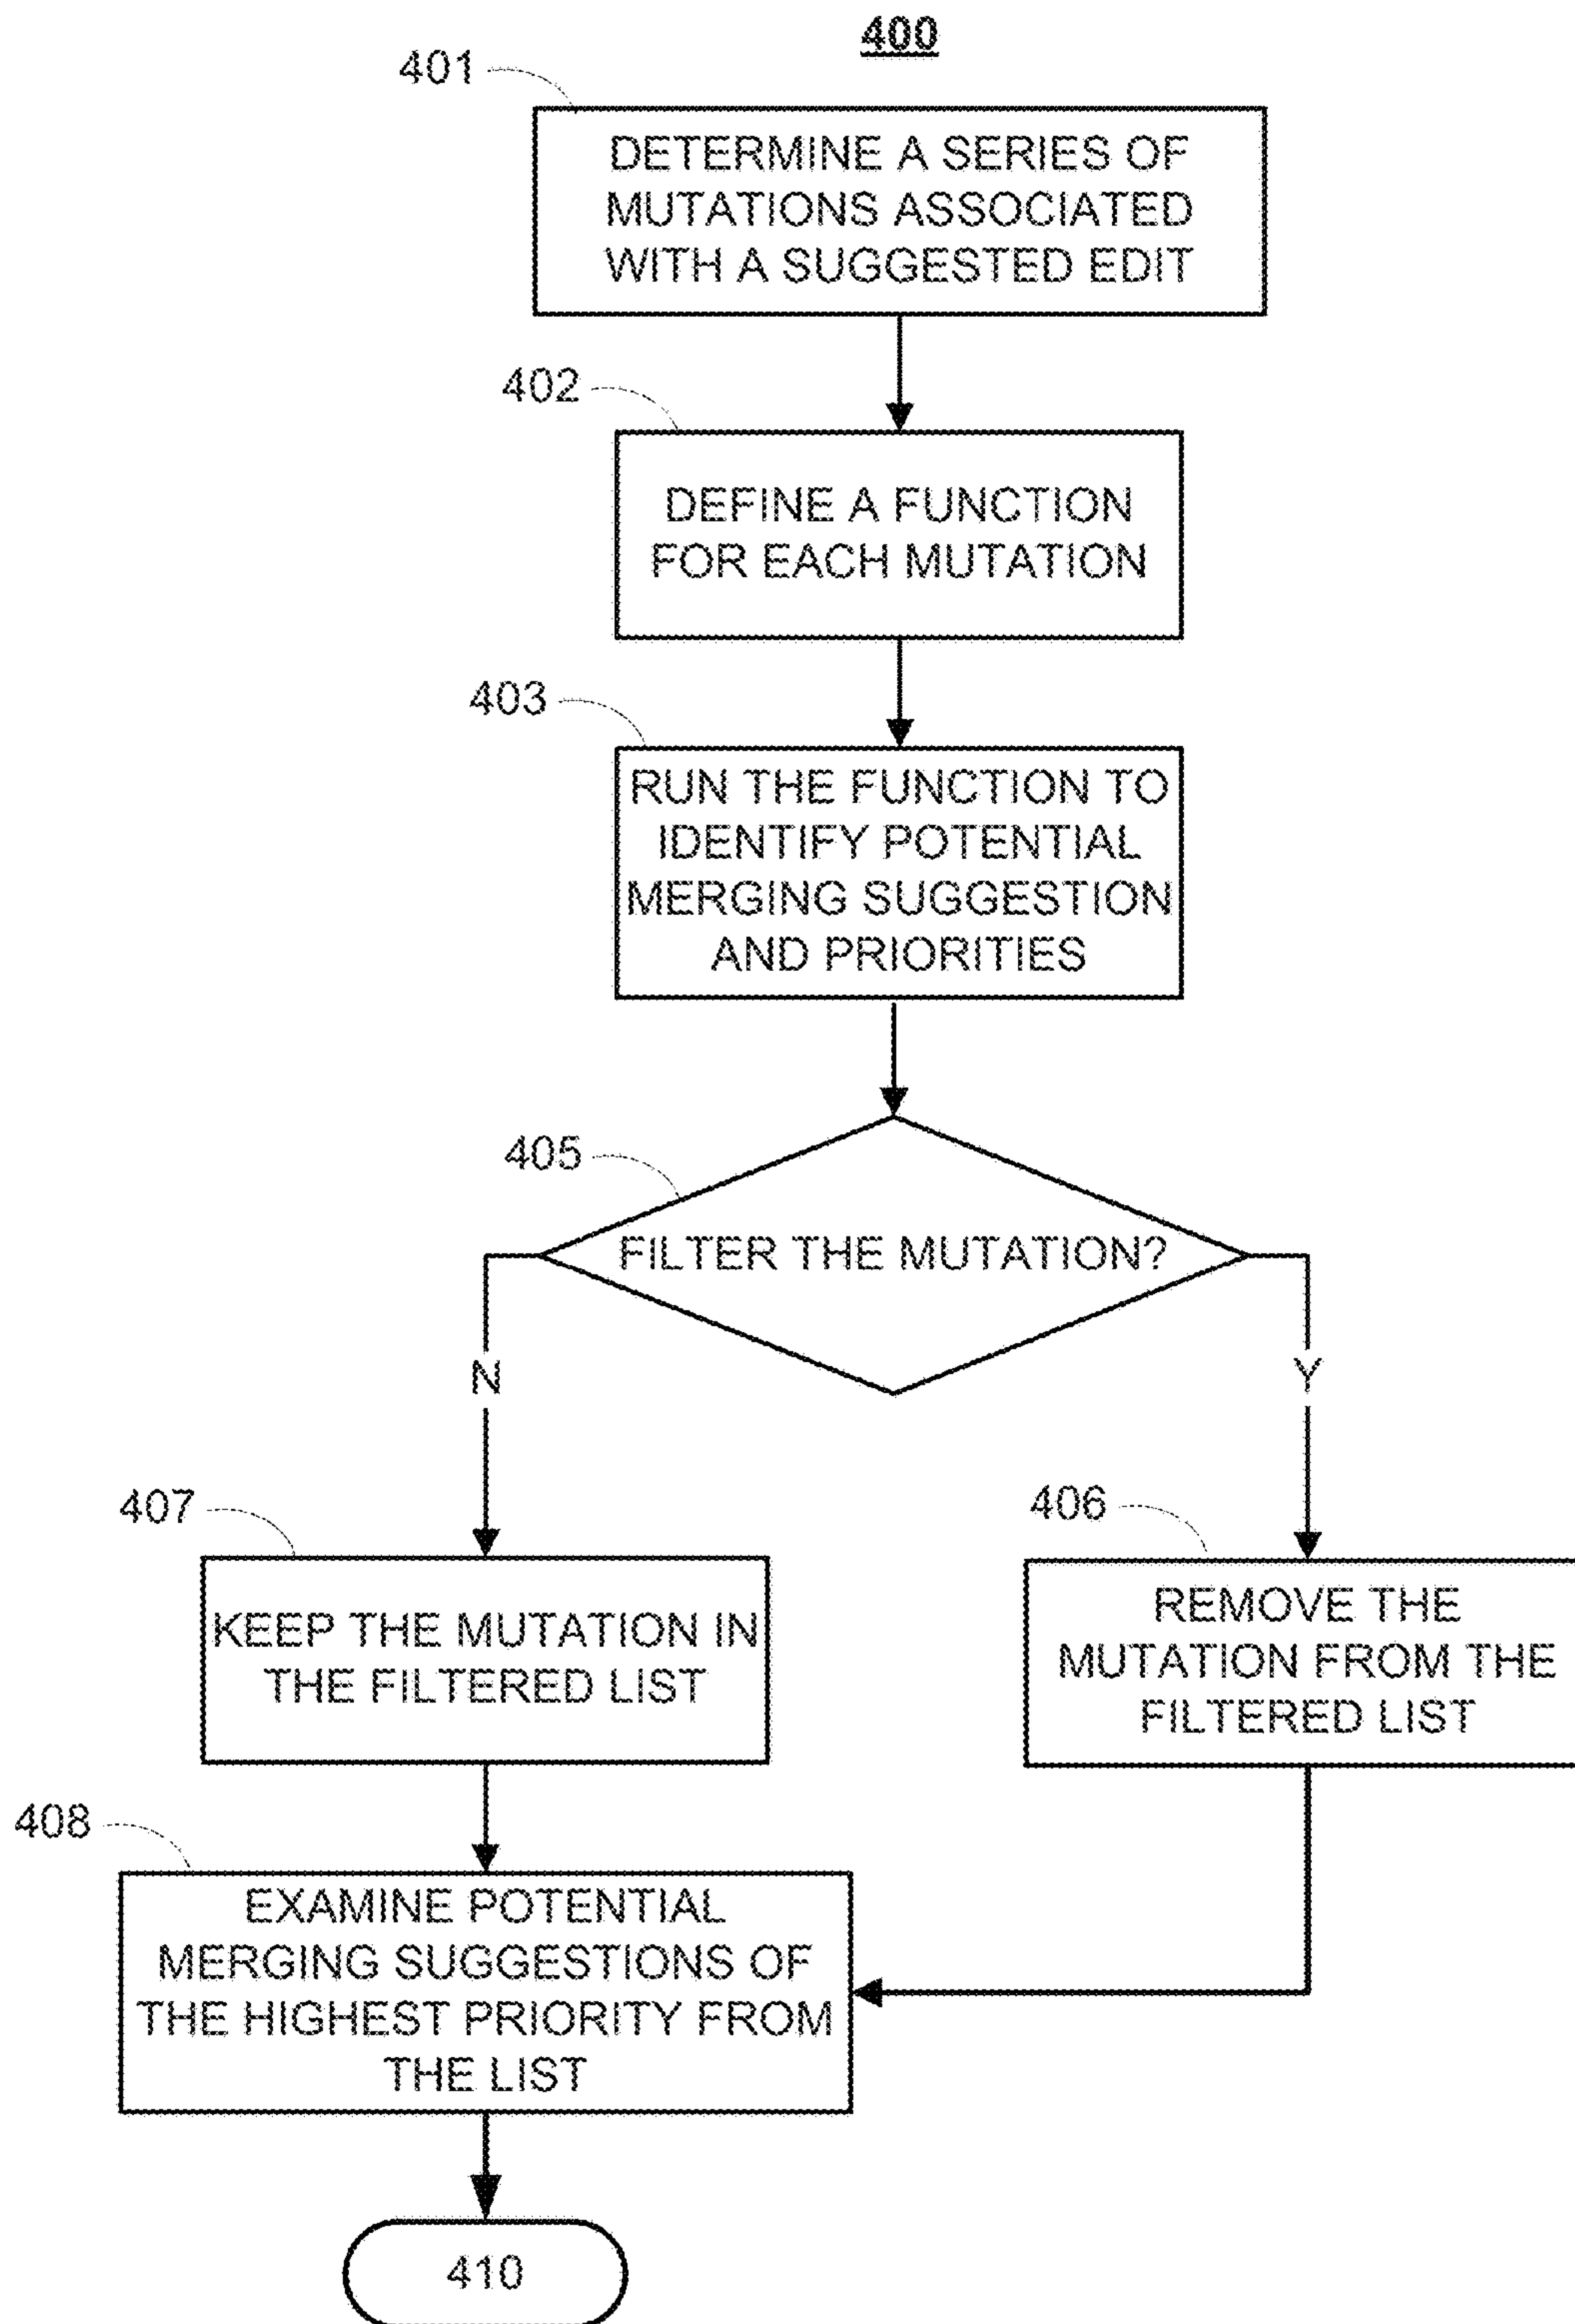 400
401
DETERMINE A SERIES OF
MUTATIONS ASSOCIATED
WITH A SUGGESTED EDIT
402
DEFINE A FUNCTION
FOR EACH MUTATION
403
RUN THE FUNCTION TO
IDENTIFY POTENTIAL
MERGING SUGGESTION
AND PRIORITIES
405
FILTER THE MUTATION?
N
Y
407
KEEP THE MUTATION IN
THE FILTERED LIST
406
REMOVE THE
MUTATION FROM THE
FILTERED LIST
408
EXAMINE POTENTIAL
MERGING SUGGESTIONS OF
THE HIGHEST PRIORITY FROM
THE LIST
410